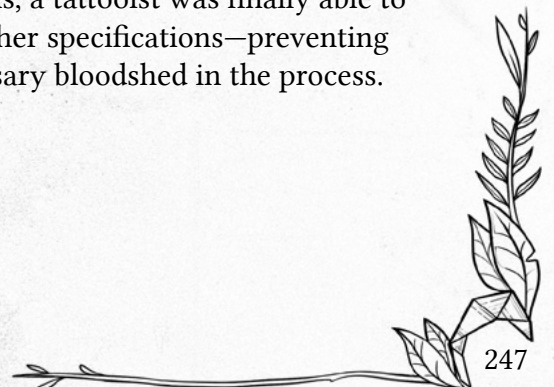 s, a tattooist was finally able to
her specifications—preventing
sary bloodshed in the process.
247